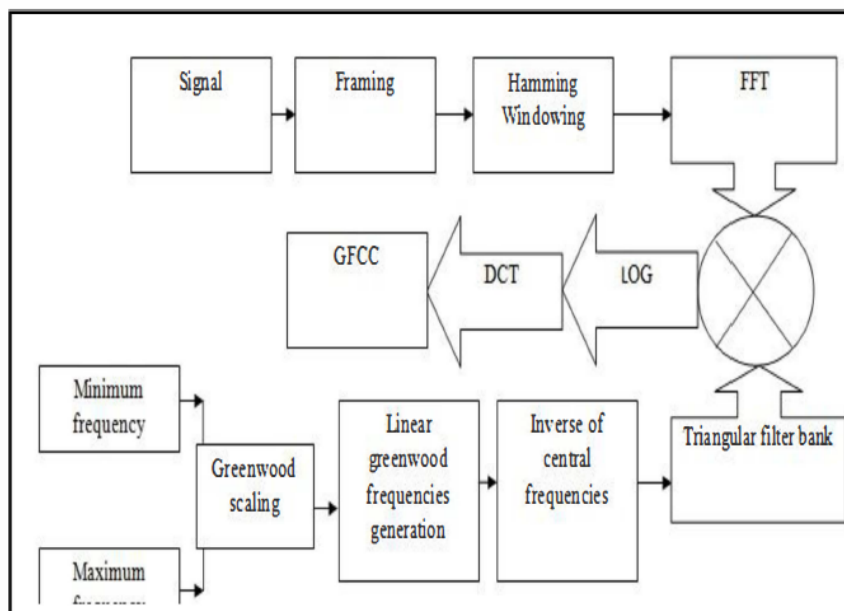 Signal
Framing
Hamming
Windowing
FFT
GFCC
DCT
LOG
Minimum
frequency
Greenwood
scaling
Linear
greenwood
frequencies
generation
Inverse of
central
frequencies
Triangular filter bank
Maximum
frequency